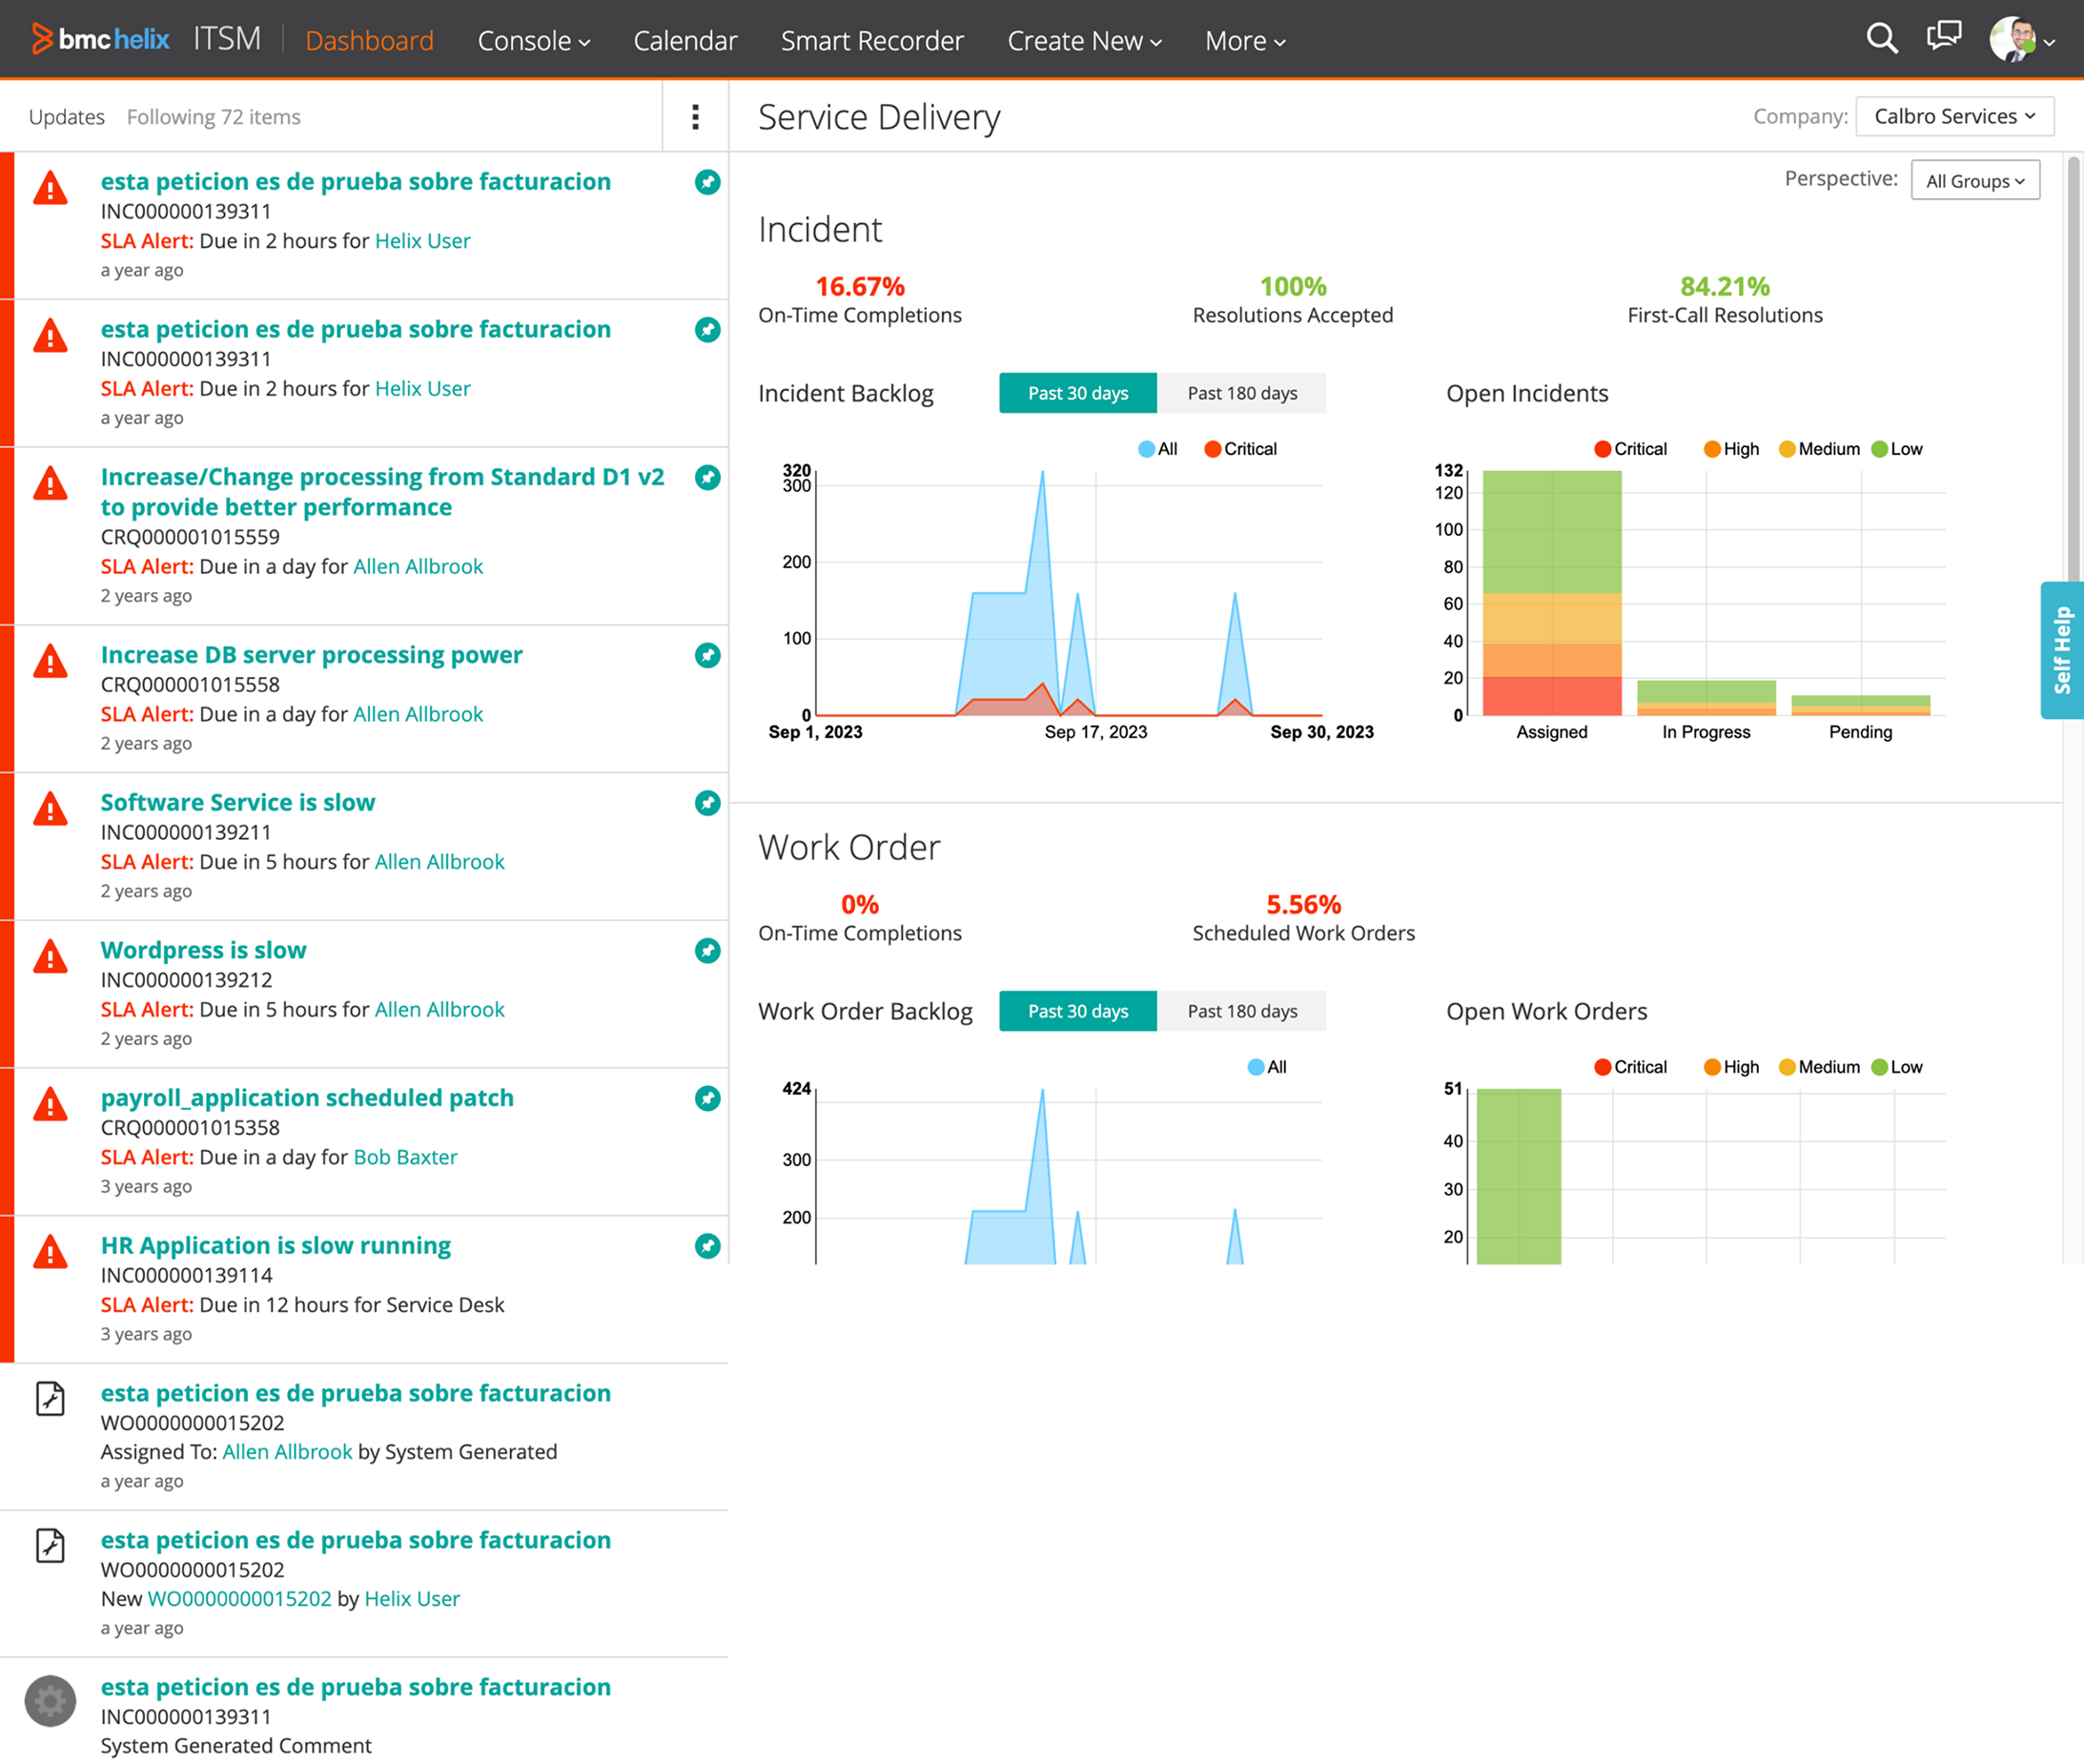 bmc helix ITSM Dashboard Console Calendar Smart Recorder Create New More
Updates Following 72 items
esta peticion es de prueba sobre facturacion
INC000000139311
SLA Alert: Due in 2 hours for Helix User
a year ago
esta peticion es de prueba sobre facturacion
INC000000139311
SLA Alert: Due in 2 hours for Helix User
a year ago
Increase/Change processing from Standard D1 v2
to provide better performance
CRQ000001015559
SLA Alert: Due in a day for Allen Allbrook
2 years ago
Increase DB server processing power
CRQ000001015558
SLA Alert: Due in a day for Allen Allbrook
2 years ago
Software Service is slow
INC000000139211
SLA Alert: Due in 5 hours for Allen Allbrook
2 years ago
Wordpress is slow
INC000000139212
SLA Alert: Due in 5 hours for Allen Allbrook
2 years ago
payroll_application scheduled patch
CRQ000001015358
SLA Alert: Due in a day for Bob Baxter
3 years ago
HR Application is slow running
INC000000139114
SLA Alert: Due in 12 hours for Service Desk
3 years ago
esta peticion es de prueba sobre facturacion
WO0000000015202
Assigned To: Allen Allbrook by System Generated
a year ago
esta peticion es de prueba sobre facturacion
WO0000000015202
New WO0000000015202 by Helix User
a year ago
esta peticion es de prueba sobre facturacion
INC000000139311
System Generated Comment
Service Delivery
Company: Calbro Services
Perspective: All Groups
Incident
16.67%
On-Time Completions
100%
Resolutions Accepted
84.21%
First-Call Resolutions
Incident Backlog Past 30 days Past 180 days
All Critical
320
300
200
100
0
Sep 1, 2023 Sep 17, 2023 Sep 30, 2023
Open Incidents
Critical High Medium Low
132
120
100
80
60
40
20
0
Assigned In Progress Pending
Self Help
Work Order
0%
On-Time Completions
5.56%
Scheduled Work Orders
Work Order Backlog Past 30 days Past 180 days
All
424
300
200
Open Work Orders
Critical High Medium Low
51
40
30
20